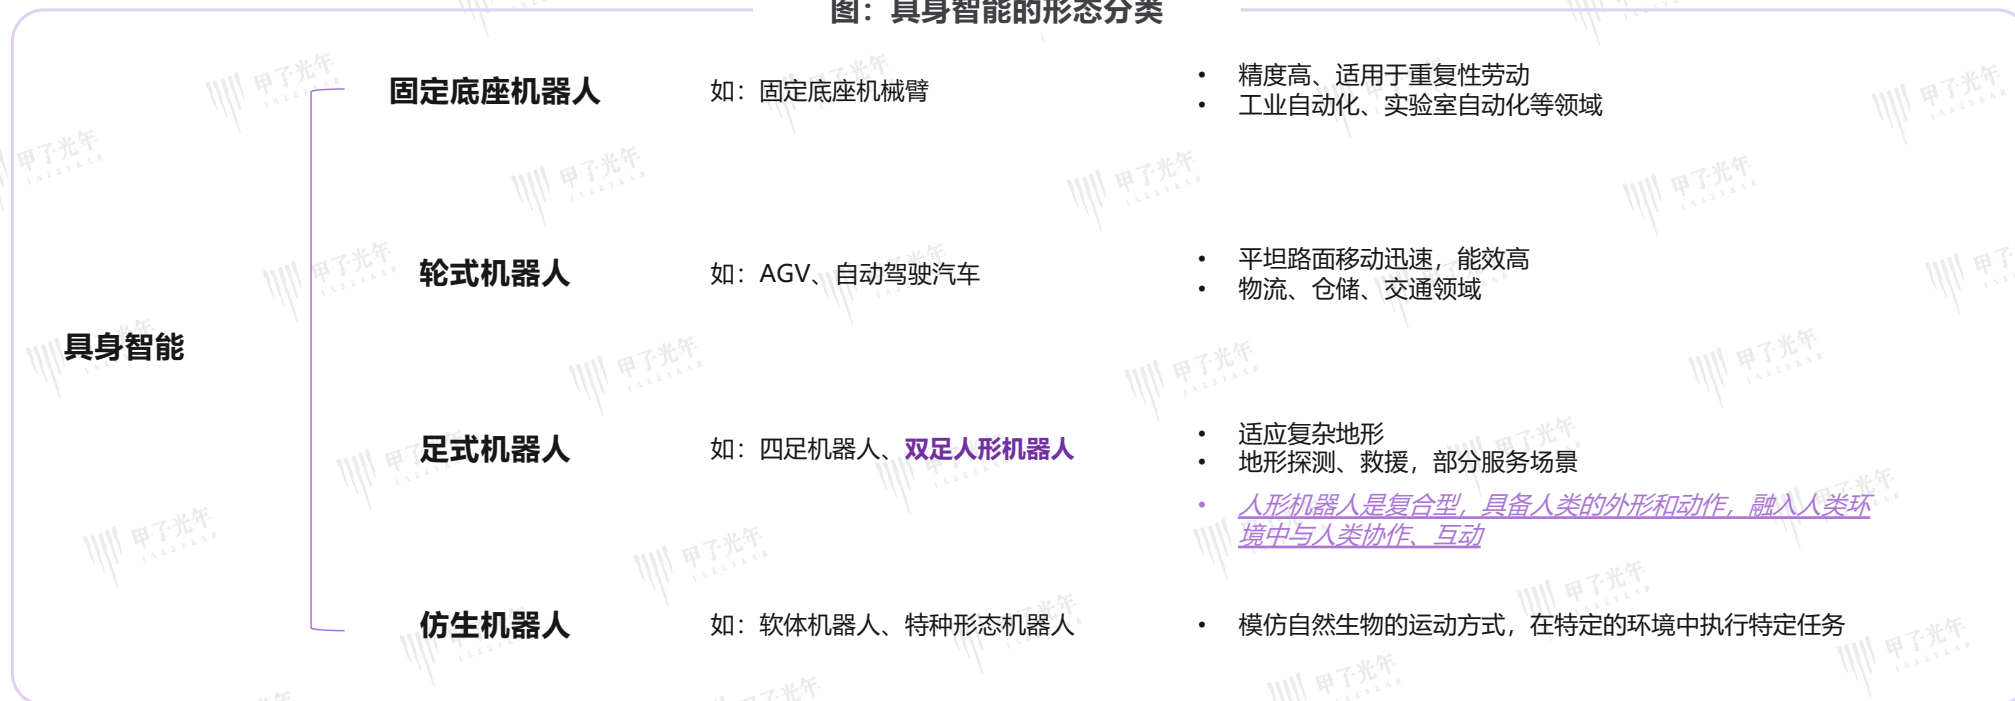 图：具身智能的形态分类
固定底座机器人
如：固定底座机械臂
• 精度高、适用于重复性劳动
• 工业自动化、实验室自动化等领域
轮式机器人
如：AGV、自动驾驶汽车
• 平坦路面移动迅速，能效高
• 物流、仓储、交通领域
具身智能
足式机器人
如：四足机器人、双足人形机器人
• 适应复杂地形
• 地形探测、救援，部分服务场景
• 人形机器人是复合型，具备人类的外形和动作，融入人类环
境中与人类协作、互动
仿生机器人
如：软体机器人、特种形态机器人
• 模仿自然生物的运动方式，在特定的环境中执行特定任务
甲子光年
JAZZYEAR